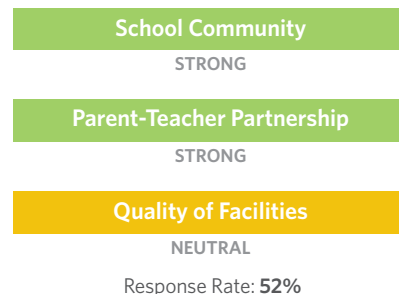 School Community
STRONG
Parent-Teacher Partnership
STRONG
Quality of Facilities
NEUTRAL
Response Rate: 52%